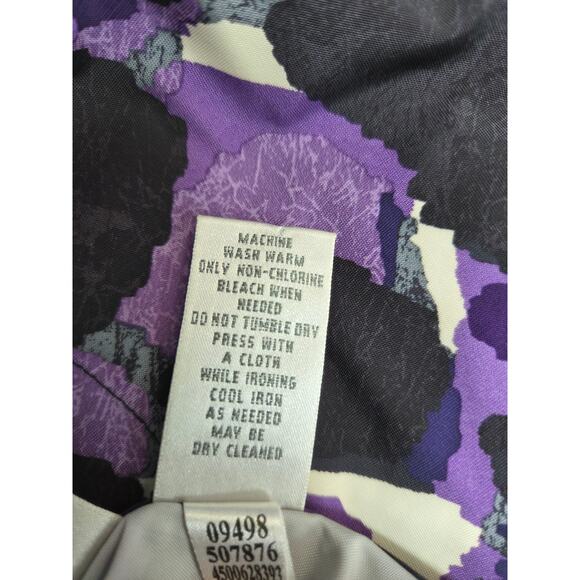 MACHINE
WASH WARM
ONLY NON-CHLORINE
BLEACH WHEN
NEEDED
DO NOT TUMBLE DRY
PRESS WITH
A CLOTH
WHILE IRONING
COOL IRON
AS NEEDED
MAY BE
DRY CLEANED
09498
507876
4500628393